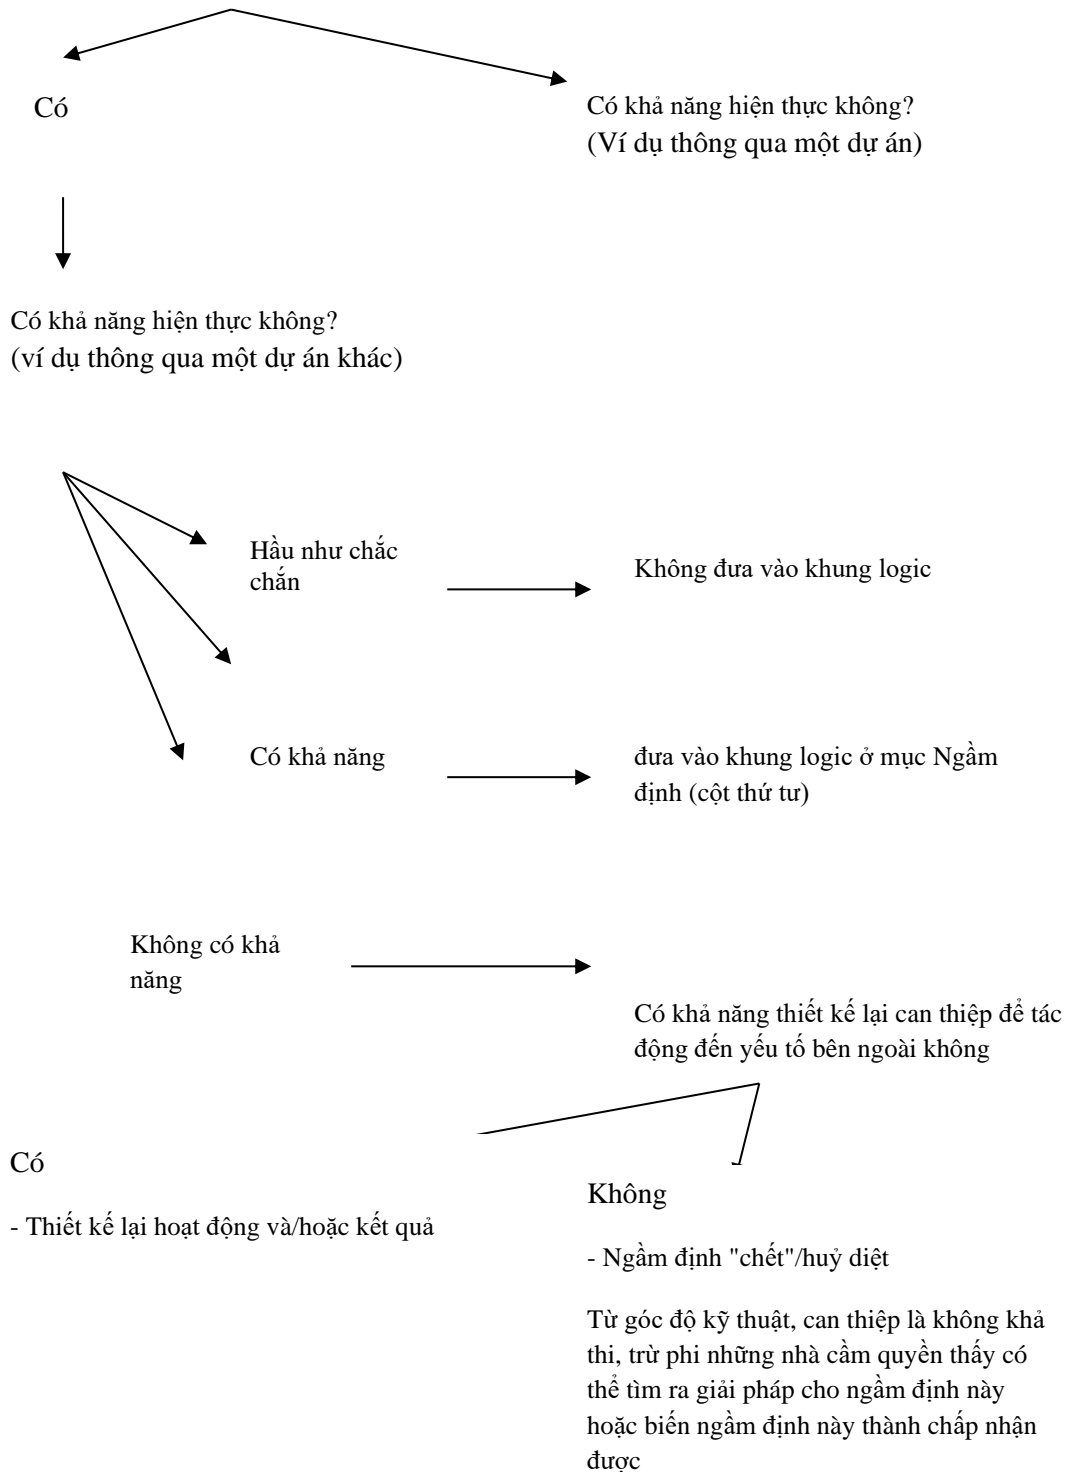 Có
Có khả năng hiện thực không?
(Ví dụ thông qua một dự án)
Có khả năng hiện thực không?
(ví dụ thông qua một dự án khác)
Hầu như chắc
chắn
Không đưa vào khung logic
Có khả năng
đưa vào khung logic ở mục Ngầm
định (cột thứ tư)
Không có khả
năng
Có khả năng thiết kế lại can thiệp để tác
động đến yếu tố bên ngoài không
Có
- Thiết kế lại hoạt động và/hoặc kết quả
Không
- Ngầm định "chết"/huỷ diệt
Từ góc độ kỹ thuật, can thiệp là không khả
thi, trừ phi những nhà cầm quyền thấy có
thể tìm ra giải pháp cho ngầm định này
hoặc biến ngầm định này thành chấp nhận
được